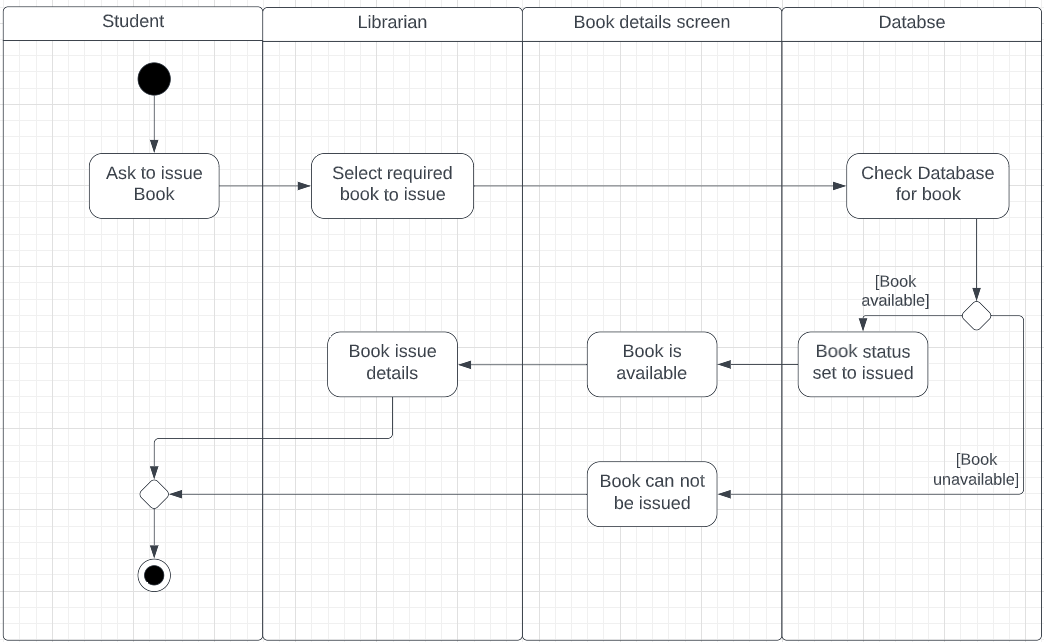 Student
Librarian
Book details screen
Databse
Ask to issue
Book
Select required
book to issue
Check Database
for book
[Book
available]
Book issue
details
Book is
available
Book status
set to issued
[Book
unavailable]
Book can not
be issued